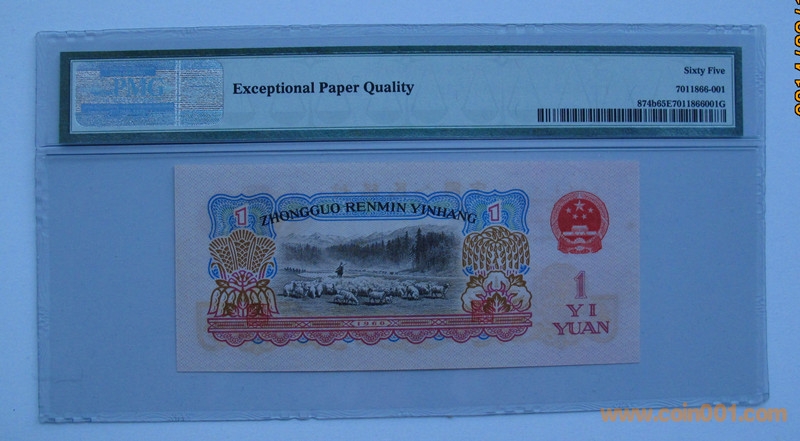 PMG
Exceptional Paper Quality
Sixty Five
7011866-001
874b65E7011866001G
1 ZHONGGUO RENMIN YINHANG 1
1960
1
YI
YUAN
www.coin001.com